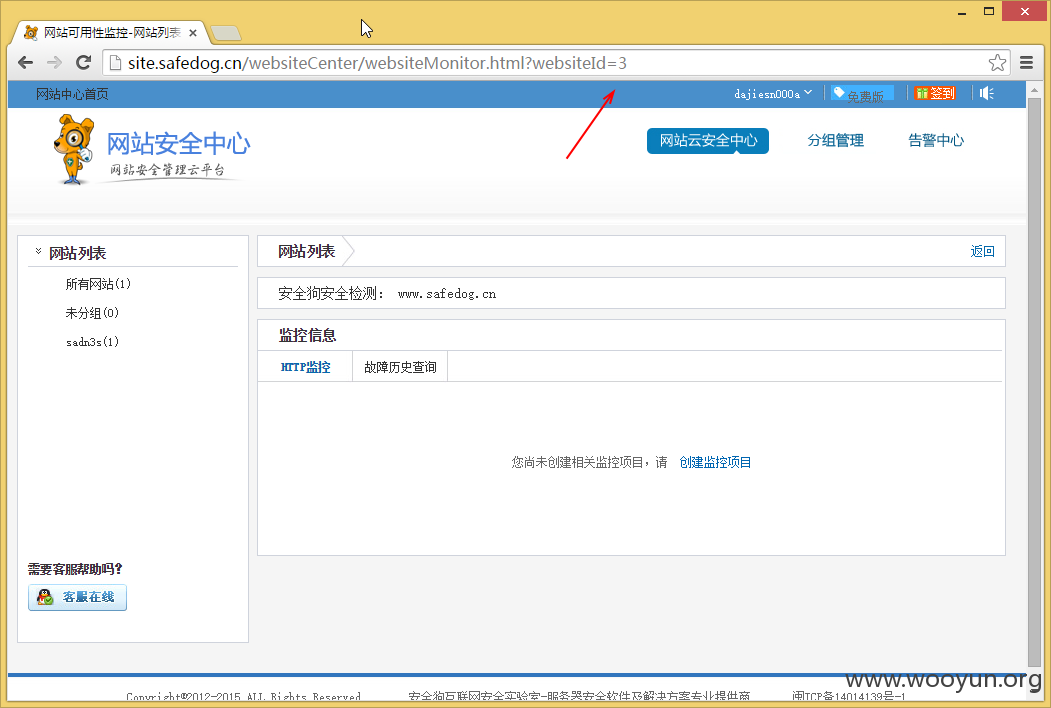 网站可用性监控-网站列表
site.safedog.cn/websiteCenter/websiteMonitor.html?websiteId=3
网站中心首页
dajiesn000a
免费版
签到
网站安全中心
网站安全管理云平台
网站云安全中心
分组管理
告警中心
网站列表
所有网站(1)
未分组(0)
sadn3s(1)
需要客服帮助吗?
客服在线
网站列表
返回
安全狗安全检测: www.safedog.cn
监控信息
HTTP监控
故障历史查询
您尚未创建相关监控项目，请 创建监控项目
Copyright©2012-2015 ALL Rights Reserved
安全狗互联网安全实验室-服务器安全软件及解决方案专业提供商
闽ICP备14014139号-1
www.wooyun.org